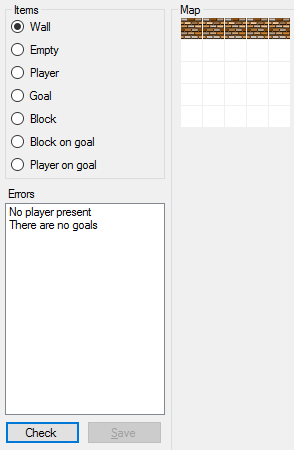 Items
Wall
Empty
Player
Goal
Block
Block on goal
Player on goal
Errors
No player present
There are no goals
Check
Save
Map